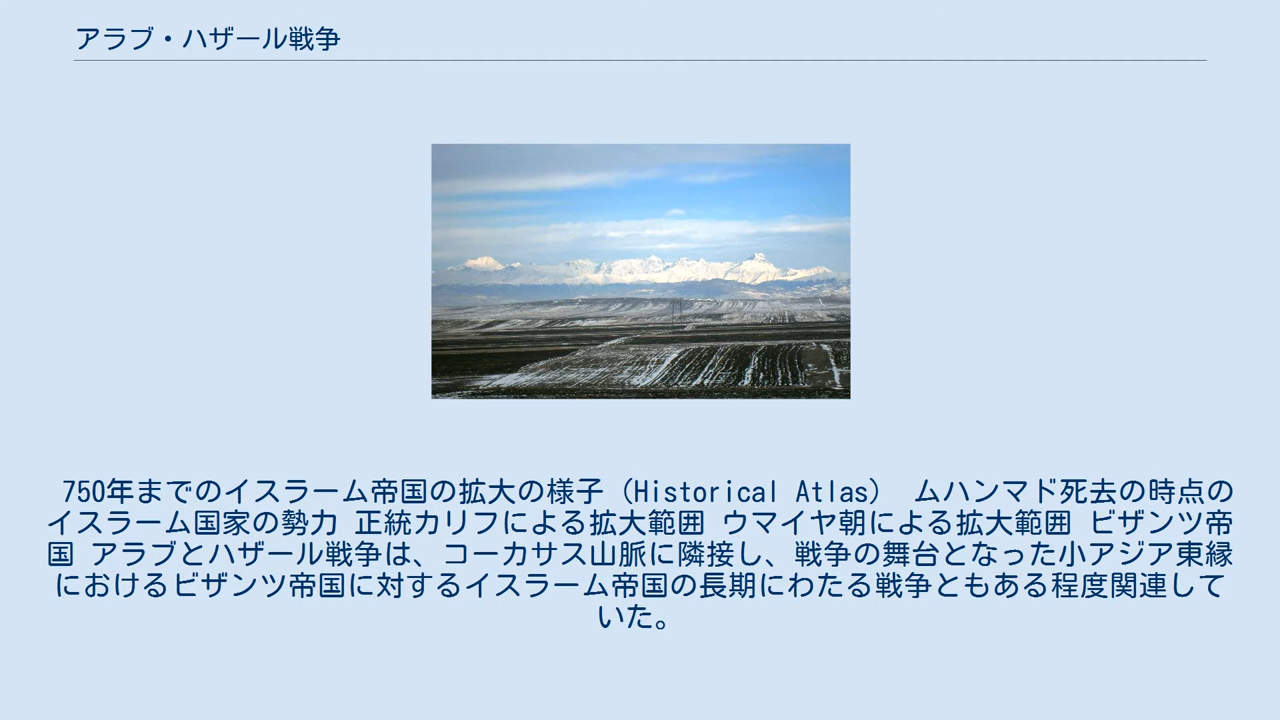 アラブ・ハザール戦争
750年までのイスラーム帝国の拡大の様子（Historical Atlas） ムハンマド死去の時点の
イスラーム国家の勢力 正統カリフによる拡大範囲 ウマイヤ朝による拡大範囲 ビザンツ帝
国 アラブとハザール戦争は、コーカサス山脈に隣接し、戦争の舞台となった小アジア東縁
におけるビザンツ帝国に対するイスラーム帝国の長期にわたる戦争ともある程度関連して
いた。